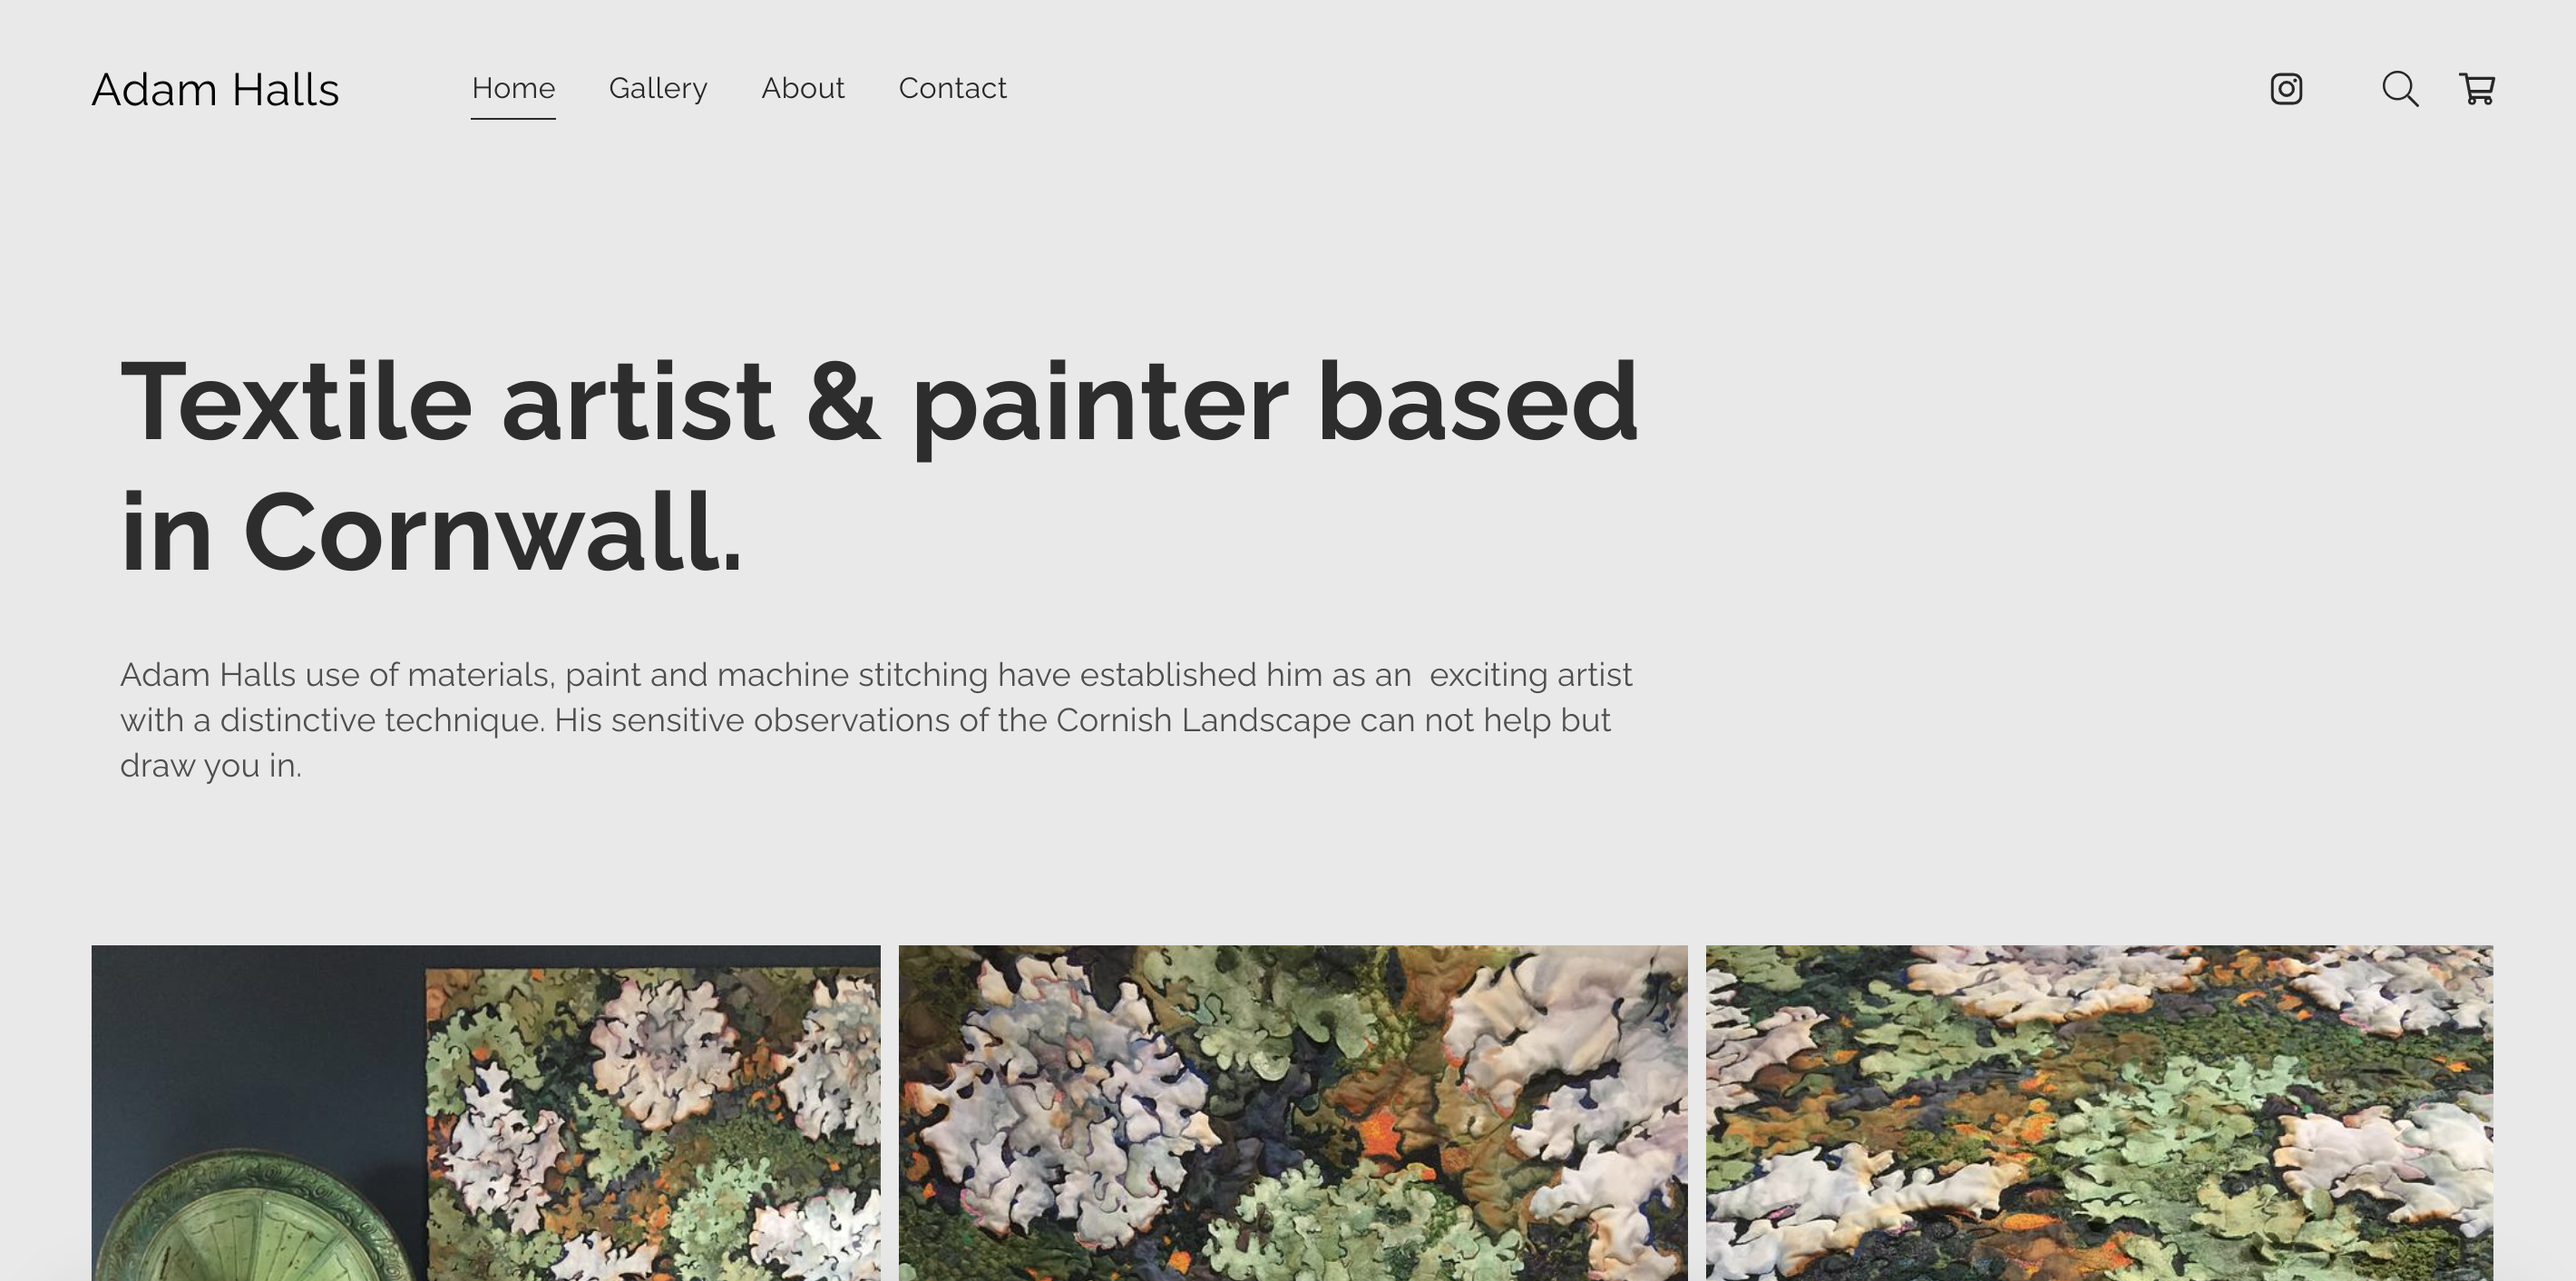 Adam Halls
Home Gallery About Contact
Textile artist & painter based
in Cornwall.
Adam Halls use of materials, paint and machine stitching have established him as an  exciting artist
with a distinctive technique. His sensitive observations of the Cornish Landscape can not help but
draw you in.